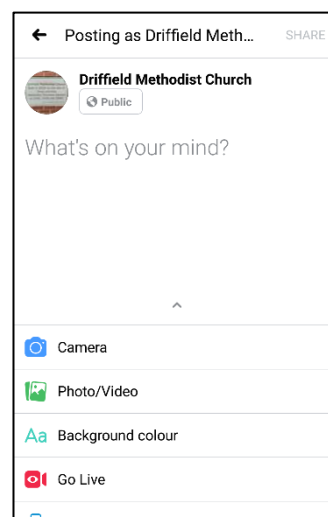 Posting as Driffield Meth... SHARE
Driffield Methodist Church
Public
What's on your mind?
Camera
Photo/Video
Aa Background colour
Go Live